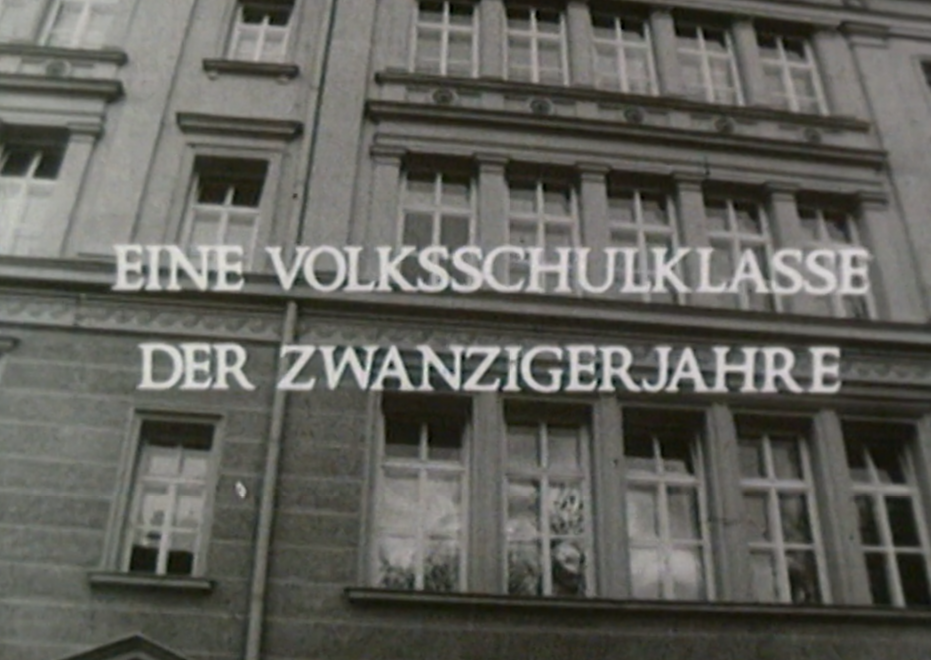 EINE VOLKSSCHULKLASSE
DER ZWANZIGERJAHRE